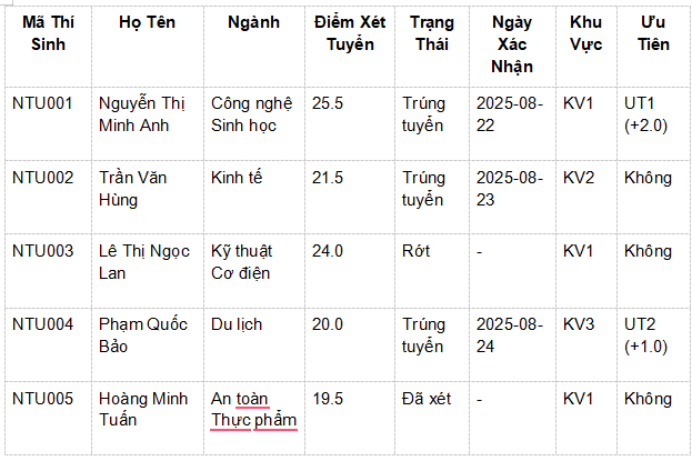 Mã Thí Sinh | Họ Tên | Ngành | Điểm Xét Tuyển | Trạng Thái | Ngày Xác Nhận | Khu Vực | Ưu Tiên
NTU001 | Nguyễn Thị Minh Anh | Công nghệ Sinh học | 25.5 | Trúng tuyển | 2025-08-22 | KV1 | UT1 (+2.0)
NTU002 | Trần Văn Hùng | Kinh tế | 21.5 | Trúng tuyển | 2025-08-23 | KV2 | Không
NTU003 | Lê Thị Ngọc Lan | Kỹ thuật Cơ điện | 24.0 | Rớt | - | KV1 | Không
NTU004 | Phạm Quốc Bảo | Du lịch | 20.0 | Trúng tuyển | 2025-08-24 | KV3 | UT2 (+1.0)
NTU005 | Hoàng Minh Tuấn | An toàn Thực phẩm | 19.5 | Đã xét | - | KV1 | Không